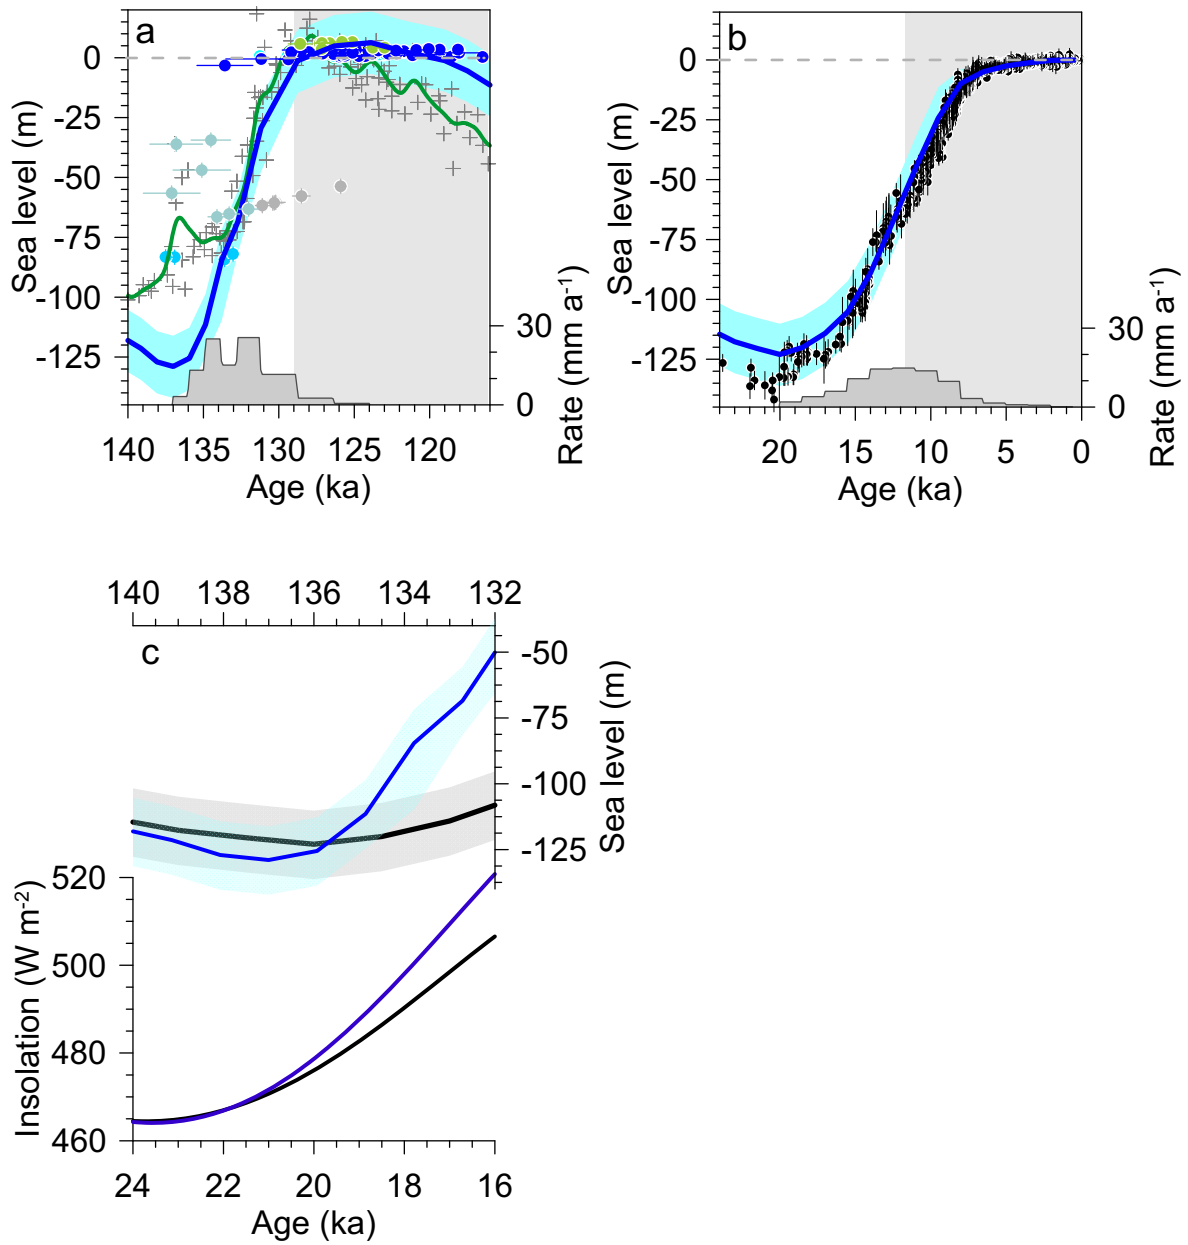 a
0
-25
-50
-75
-100
-125
Sea level (m)
30
0
Rate (mm a-1)
140 135 130 125 120
Age (ka)
b
0
-25
-50
-75
-100
-125
Sea level (m)
30
0
Rate (mm a-1)
20 15 10 5 0
Age (ka)
140 138 136 134 132
c
-50
-75
-100
-125
Sea level (m)
520
500
480
460
Insolation (W m-2)
24 22 20 18 16
Age (ka)